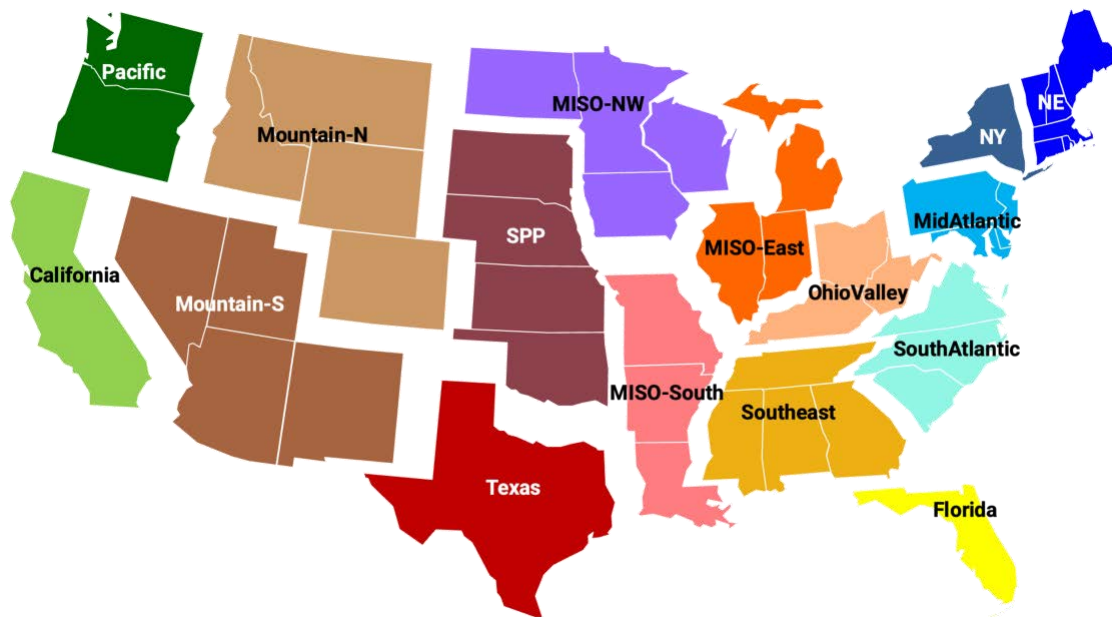 Pacific
MISO-NW
NE
Mountain-N
NY
MidAtlantic
SPP
MISO-East
California
OhioValley
Mountain-S
SouthAtlantic
MISO-South
Southeast
Texas
Florida